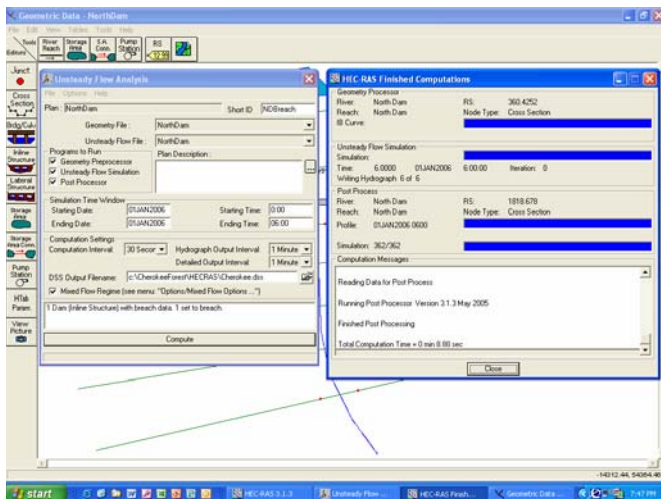 Geometric Data - NorthDam
File Edit View Tables Tools Help
Tools
Editors
River Reach
Storage Area
S.A. Conn.
Pump Station
RS
Junct.
Cross Section
Brdg/Culv
Inline Structure
Lateral Structure
Storage Area
Storage Area Conn.
Pump Station
HTab Param.
View Picture
Unsteady Flow Analysis
File Options Help
Plan : NorthDam Short ID NDBreach
Geometry File : NorthDam
Unsteady Flow File : NorthDam
Programs to Run
Plan Description :
Geometry Preprocessor
Unsteady Flow Simulation
Post Processor
Simulation Time Window
Starting Date: 01JAN2006 Starting Time: 0:00
Ending Date: 01JAN2006 Ending Time: 06:00
Computation Settings
Computation Interval: 30 Secor Hydrograph Output Interval: 1 Minute
Detailed Output Interval: 1 Minute
DSS Output Filename: c:\CherokeeForest\HECRAS\Cherokee.dss
Mixed Flow Regime (see menu: "Options/Mixed Flow Options ...")
1 Dam (Inline Structure) with breach data. 1 set to breach.
Compute
HEC-RAS Finished Computations
Geometry Processor
River: North Dam RS: 360.4252
Reach: North Dam Node Type: Cross Section
IB Curve:
Unsteady Flow Simulation
Simulation:
Time: 6.0000 01JAN2006 6:00:00 Iteration: 0
Writing Hydrograph 6 of 6
Post Process
River: North Dam RS: 1818.678
Reach: North Dam Node Type: Cross Section
Profile: 01JAN2006 0600
Simulation: 362/362
Computation Messages
Reading Data for Post Process
Running Post Processor Version 3.1.3 May 2005
Finished Post Processing
Total Computation Time = 0 min 8.88 sec
Close
-14312.44, 54364.46
start
HEC-RAS 3.1.3
Unsteady Flow ...
HEC-RAS Finish...
Geometric Data ...
7:47 PM